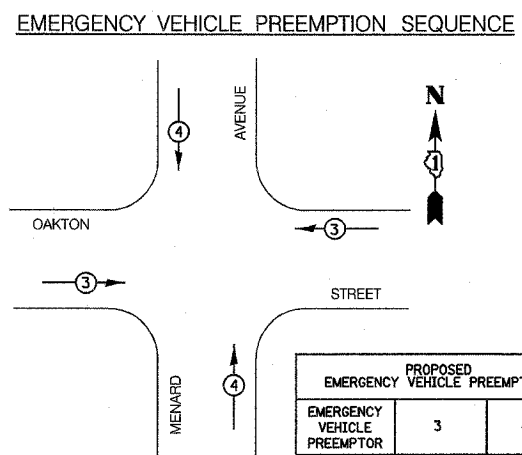 EMERGENCY VEHICLE PREEMPTION SEQUENCE
AVENUE
N
4
1
OAKTON
3
3
STREET
4
MENARD
PROPOSED
EMERGENCY VEHICLE
EMERGENCY
VEHICLE
PREEMPTOR
3